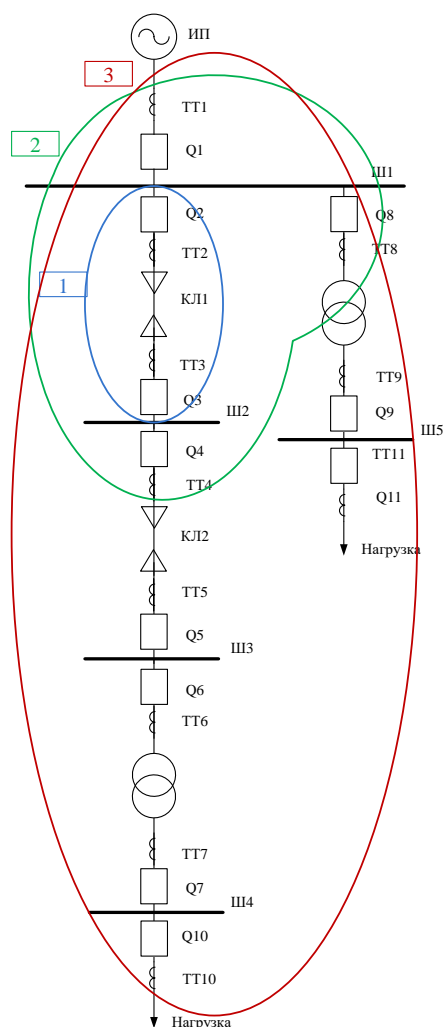 ИП
3
ТТ1
2
Q1
Ш1
Q2
Q8
ТТ2
ТТ8
1
КЛ1
ТТ3
ТТ9
Q3
Q9
Ш2
Ш5
Q4
ТТ11
ТТ4
Q11
КЛ2
Нагрузка
ТТ5
Q5
Ш3
Q6
ТТ6
ТТ7
Q7
Ш4
Q10
ТТ10
Нагрузка